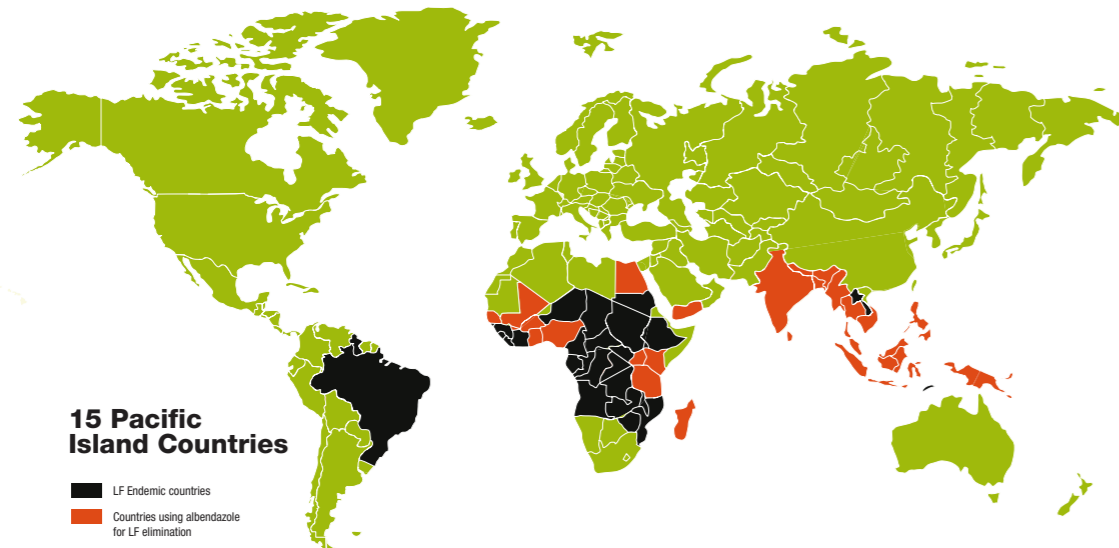 15 Pacific
Island Countries
LF Endemic countries
Countries using albendazole
for LF elimination